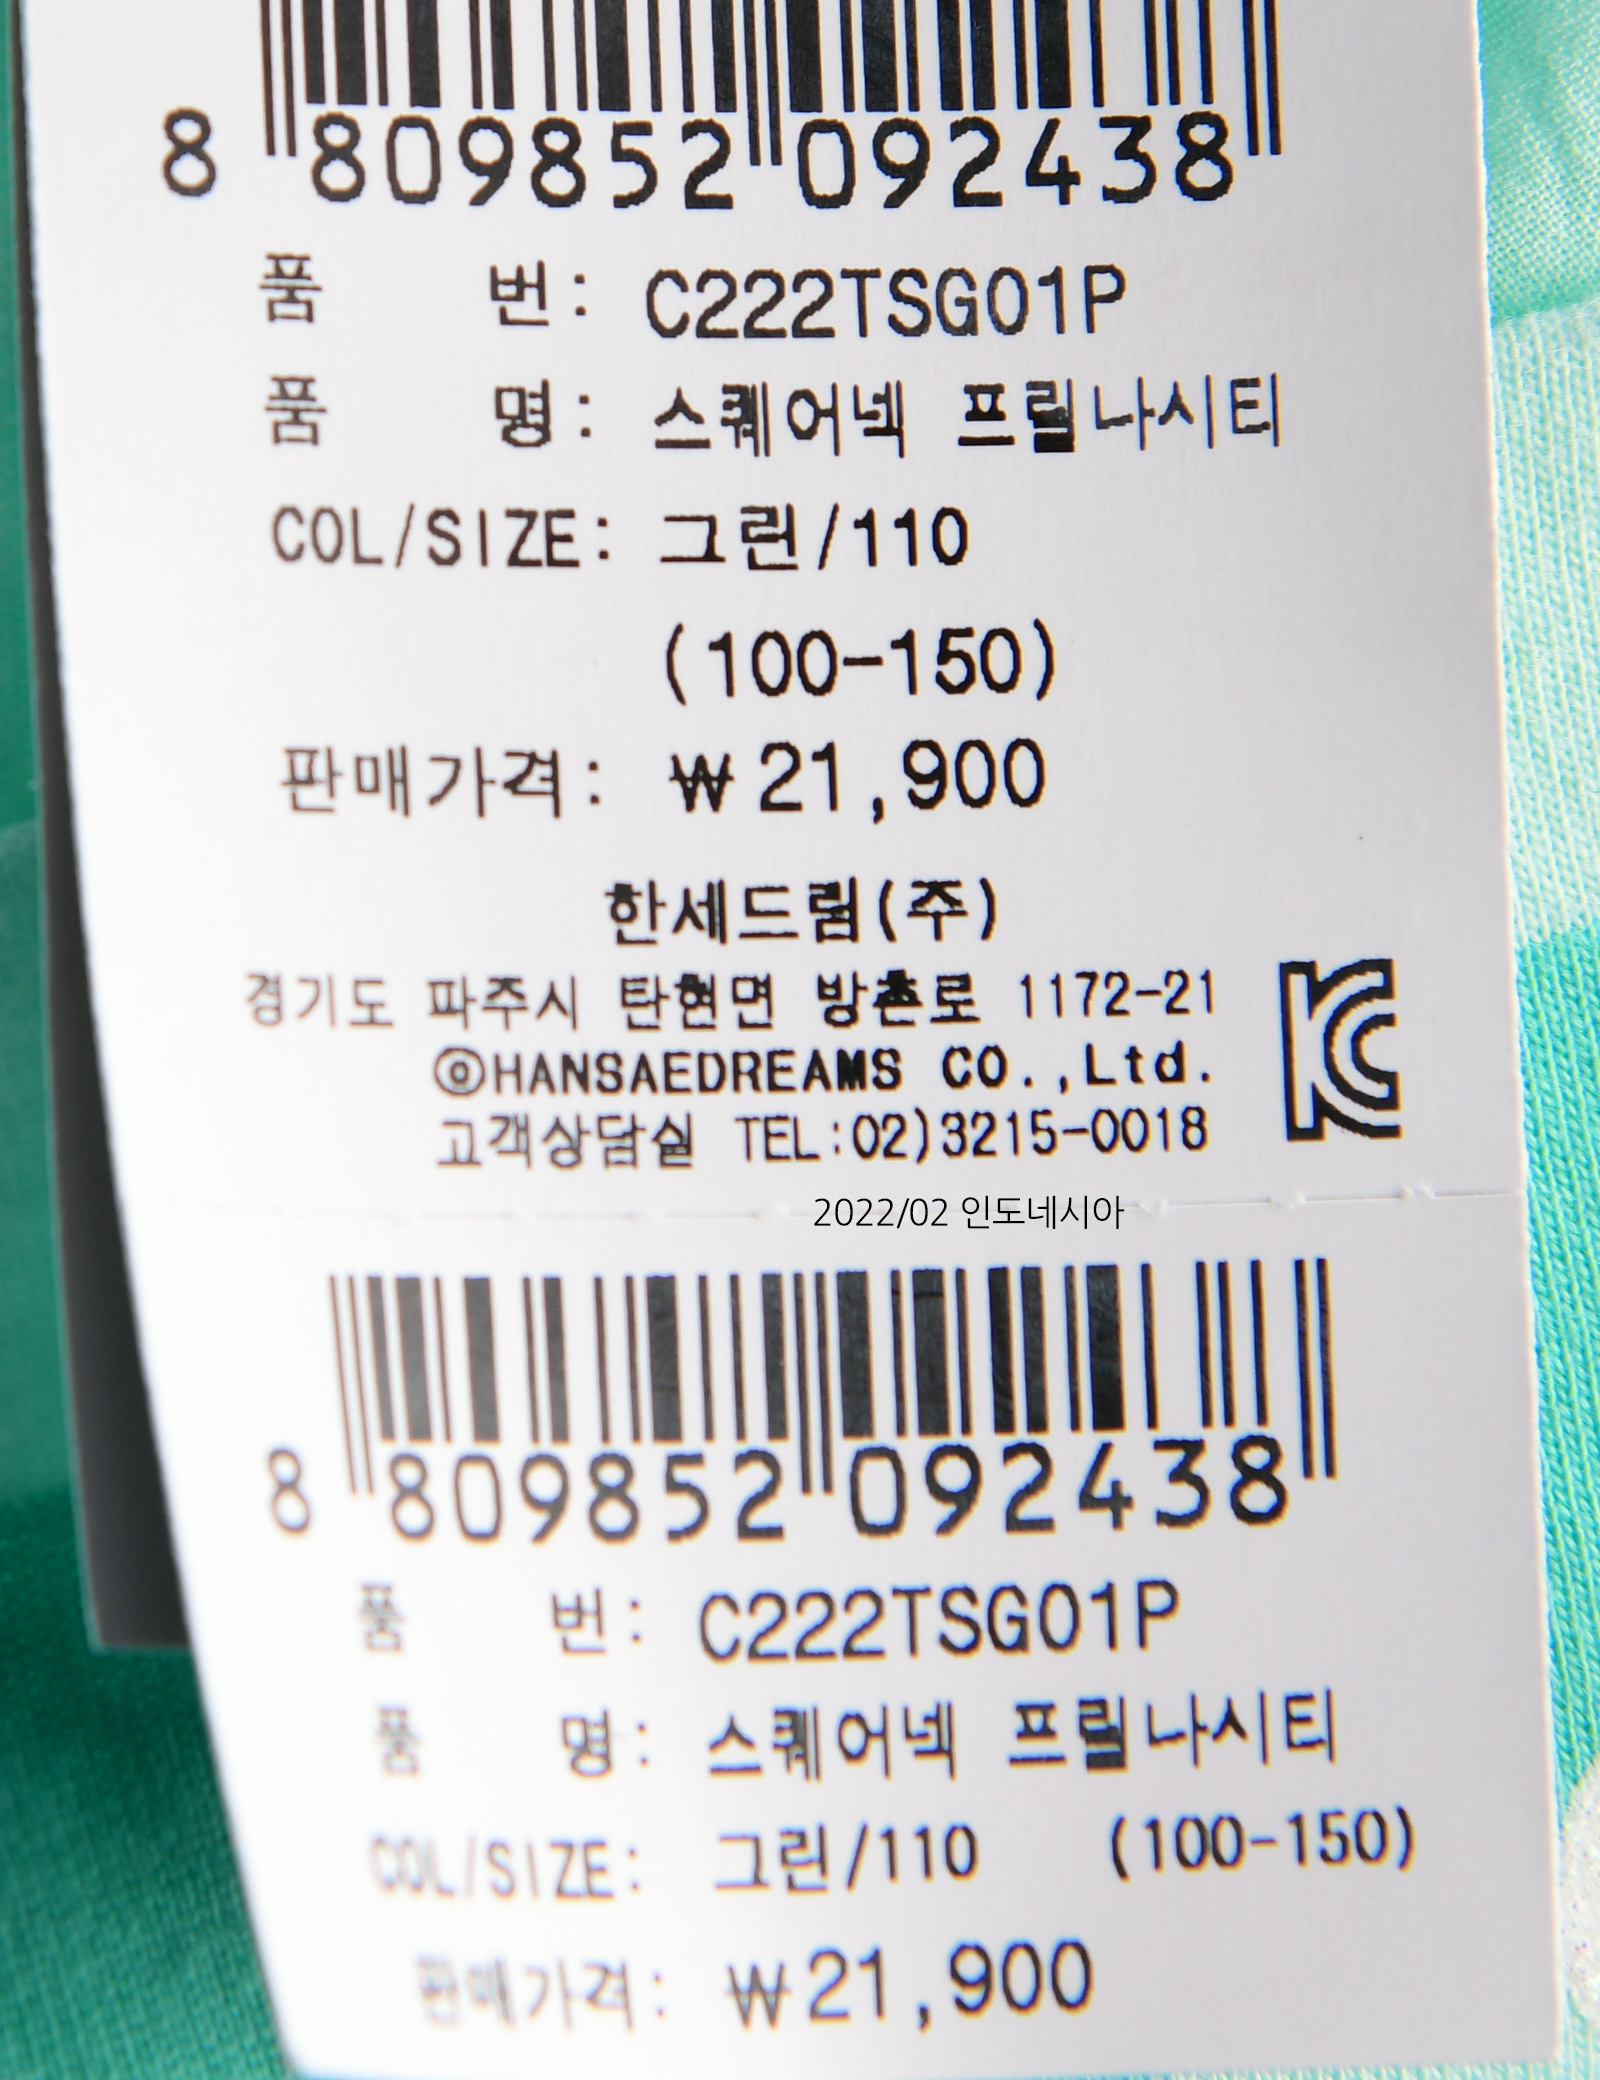 8 809852 092438
품 번: C222TSG01P
품 명: 스퀘어넥 프릴나시티
COL/SIZE: 그린/110
(100-150)
판매가격: ₩21,900
한세드림(주)
경기도 파주시 탄현면 방촌로 1172-21
ⓒHANSAEDREAMS CO.,Ltd.
고객상담실 TEL:02)3215-0018
2022/02 인도네시아
8 809852 092438
품 번: C222TSG01P
품 명: 스퀘어넥 프릴나시티
COL/SIZE: 그린/110 (100-150)
판매가격: ₩21,900